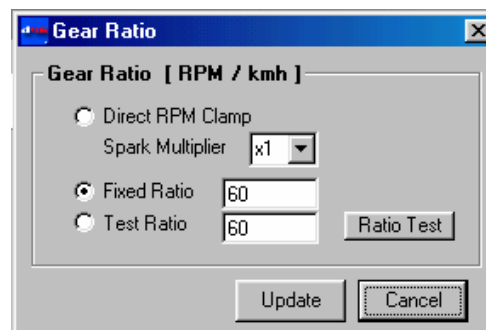 Gear Ratio
Gear Ratio [ RPM / kmh ]
Direct RPM Clamp
Spark Multiplier x1
Fixed Ratio 60
Test Ratio 60 Ratio Test
Update Cancel